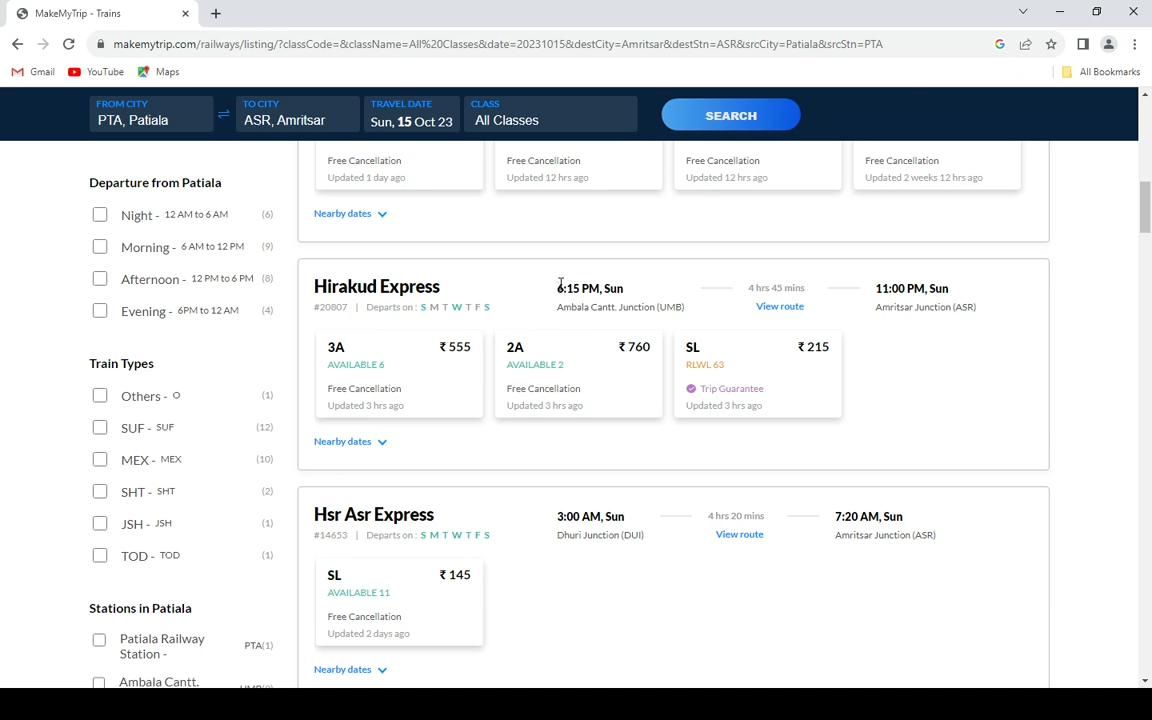 MakeMyTrip - Trains
makemytrip.com/railways/listing/?classCode=&className=All%20Classes&date=20231015&destCity=Amritsar&destStn=ASR&srcCity=Patiala&srcStn=PTA
Gmail YouTube Maps All Bookmarks
FROM CITY TO CITY TRAVEL DATE CLASS
PTA, Patiala ASR, Amritsar Sun, 15 Oct 23 All Classes SEARCH
Free Cancellation Free Cancellation Free Cancellation Free Cancellation
Updated 1 day ago Updated 12 hrs ago Updated 12 hrs ago Updated 2 weeks 12 hrs ago
Nearby dates
Departure from Patiala
Night - 12 AM to 6 AM (6)
Morning - 6 AM to 12 PM (9)
Afternoon - 12 PM to 6 PM (8)
Evening - 6PM to 12 AM (4)
Train Types
Others - O (1)
SUF - SUF (12)
MEX - MEX (10)
SHT - SHT (2)
JSH - JSH (1)
TOD - TOD (1)
Stations in Patiala
Patiala Railway
Station - PTA(1)
Ambala Cantt.
Hirakud Express 6:15 PM, Sun 4 hrs 45 mins 11:00 PM, Sun
#20807 | Departs on : S M T W T F S Ambala Cantt. Junction (UMB) View route Amritsar Junction (ASR)
3A ₹ 555 2A ₹ 760 SL ₹ 215
AVAILABLE 6 AVAILABLE 2 RLWL 63
Free Cancellation Free Cancellation Trip Guarantee
Updated 3 hrs ago Updated 3 hrs ago Updated 3 hrs ago
Nearby dates
Hsr Asr Express 3:00 AM, Sun 4 hrs 20 mins 7:20 AM, Sun
#14653 | Departs on : S M T W T F S Dhuri Junction (DUI) View route Amritsar Junction (ASR)
SL ₹ 145
AVAILABLE 11
Free Cancellation
Updated 2 days ago
Nearby dates